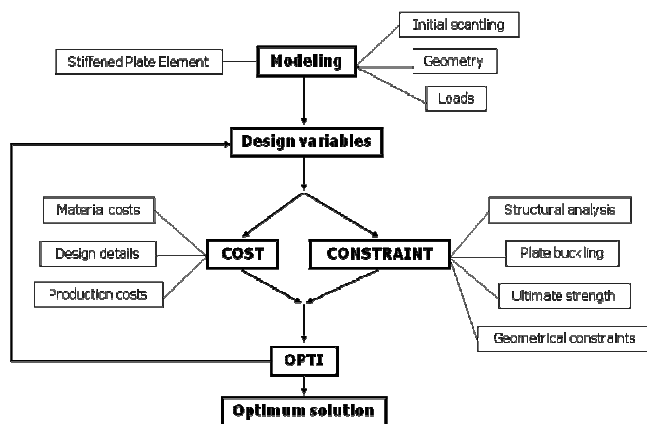 Initial scantling
Stiffened Plate Element
Modeling
Geometry
Loads
Design variables
Materia costs
Structural analysis
Design details
COST
CONSTRAINT
Plate buckling
Production costs
Ultimate strength
Geometrical constraints
OPTI
Optimum solution